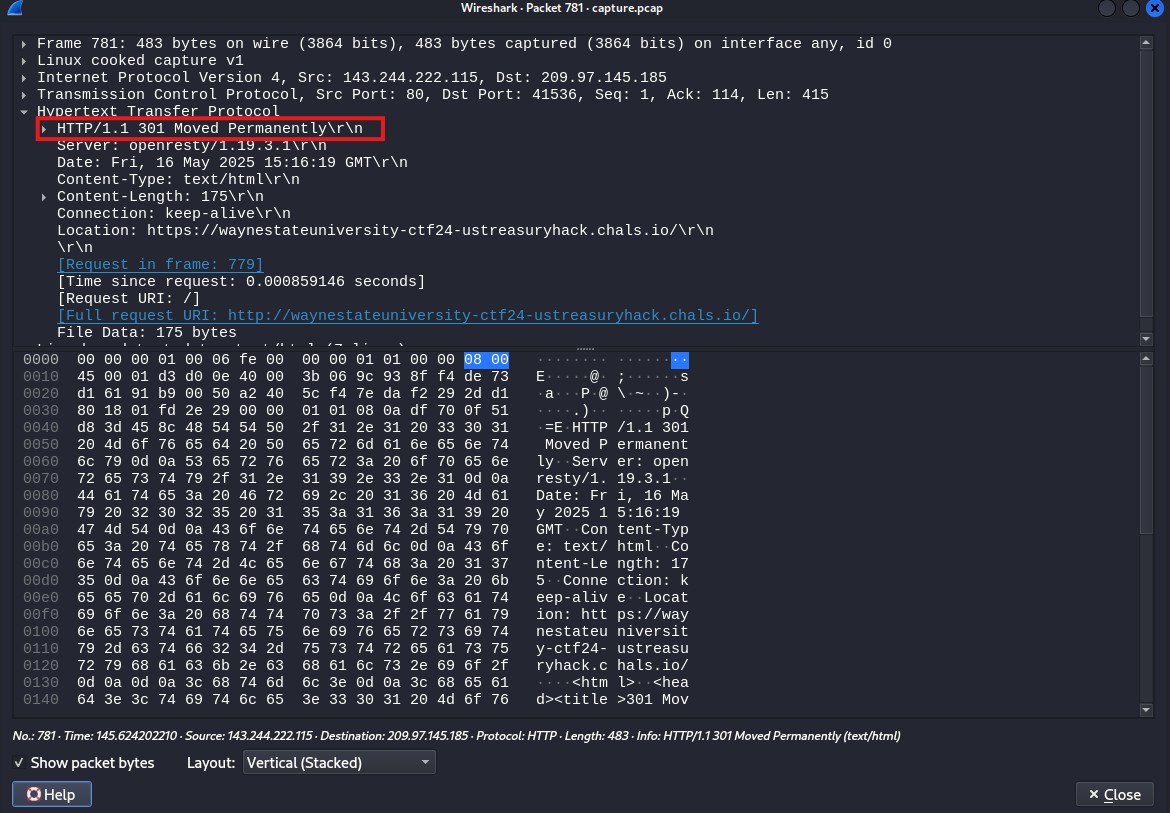 Wireshark · Packet 781 · capture.pcap
Frame 781: 483 bytes on wire (3864 bits), 483 bytes captured (3864 bits) on interface any, id 0
Linux cooked capture v1
Internet Protocol Version 4, Src: 143.244.222.115, Dst: 209.97.145.185
Transmission Control Protocol, Src Port: 80, Dst Port: 41536, Seq: 1, Ack: 114, Len: 415
Hypertext Transfer Protocol
HTTP/1.1 301 Moved Permanently\r\n
Server: openresty/1.19.3.1\r\n
Date: Fri, 16 May 2025 15:16:19 GMT\r\n
Content-Type: text/html\r\n
Content-Length: 175\r\n
Connection: keep-alive\r\n
Location: https://waynestateuniversity-ctf24-ustreasuryhack.chals.io/\r\n
\r\n
[Request in frame: 779]
[Time since request: 0.000859146 seconds]
[Request URI: /]
[Full request URI: http://waynestateuniversity-ctf24-ustreasuryhack.chals.io/]
File Data: 175 bytes
0000 00 00 00 01 00 06 fe 00 00 00 01 01 00 00 08 00 ········ ········
0010 45 00 01 d3 d0 0e 40 00 3b 06 9c 93 8f f4 de 73 E·····@· ;······s
0020 d1 61 91 b9 00 50 a2 40 5c f4 7e da f2 29 2d d1 ·a···P·@ \·~··)-·
0030 80 18 01 fd 2e 29 00 00 01 01 08 0a df 70 0f 51 ····.)·· ·····p·Q
0040 d8 3d 45 8c 48 54 54 50 2f 31 2e 31 20 33 30 31 ·=E·HTTP /1.1 301
0050 20 4d 6f 76 65 64 20 50 65 72 6d 61 6e 65 6e 74 Moved P ermanent
0060 6c 79 0d 0a 53 65 72 76 65 72 3a 20 6f 70 65 6e ly··Serv er: open
0070 72 65 73 74 79 2f 31 2e 31 39 2e 33 2e 31 0d 0a resty/1. 19.3.1··
0080 44 61 74 65 3a 20 46 72 69 2c 20 31 36 20 4d 61 Date: Fr i, 16 Ma
0090 79 20 32 30 32 35 20 31 35 3a 31 36 3a 31 39 20 y 2025 1 5:16:19
00a0 47 4d 54 0d 0a 43 6f 6e 74 65 6e 74 2d 54 79 70 GMT··Con tent-Typ
00b0 65 3a 20 74 65 78 74 2f 68 74 6d 6c 0d 0a 43 6f e: text/ html··Co
00c0 6e 74 65 6e 74 2d 4c 65 6e 67 74 68 3a 20 31 37 ntent-Le ngth: 17
00d0 35 0d 0a 43 6f 6e 6e 65 63 74 69 6f 6e 3a 20 6b 5··Conne ction: k
00e0 65 65 70 2d 61 6c 69 76 65 0d 0a 4c 6f 63 61 74 eep-aliv e··Locat
00f0 69 6f 6e 3a 20 68 74 74 70 73 3a 2f 2f 77 61 79 ion: htt ps://way
0100 6e 65 73 74 61 74 65 75 6e 69 76 65 72 73 69 74 nestateu niversit
0110 79 2d 63 74 66 32 34 2d 75 73 74 72 65 61 73 75 y-ctf24- ustreasu
0120 72 79 68 61 63 6b 2e 63 68 61 6c 73 2e 69 6f 2f ryhack.c hals.io/
0130 0d 0a 0d 0a 3c 68 74 6d 6c 3e 0d 0a 3c 68 65 61 ····<htm l>··<hea
0140 64 3e 3c 74 69 74 6c 65 3e 33 30 31 20 4d 6f 76 d><title >301 Mov
No.: 781 · Time: 145.624202210 · Source: 143.244.222.115 · Destination: 209.97.145.185 · Protocol: HTTP · Length: 483 · Info: HTTP/1.1 301 Moved Permanently (text/html)
Show packet bytes Layout: Vertical (Stacked)
Help Close